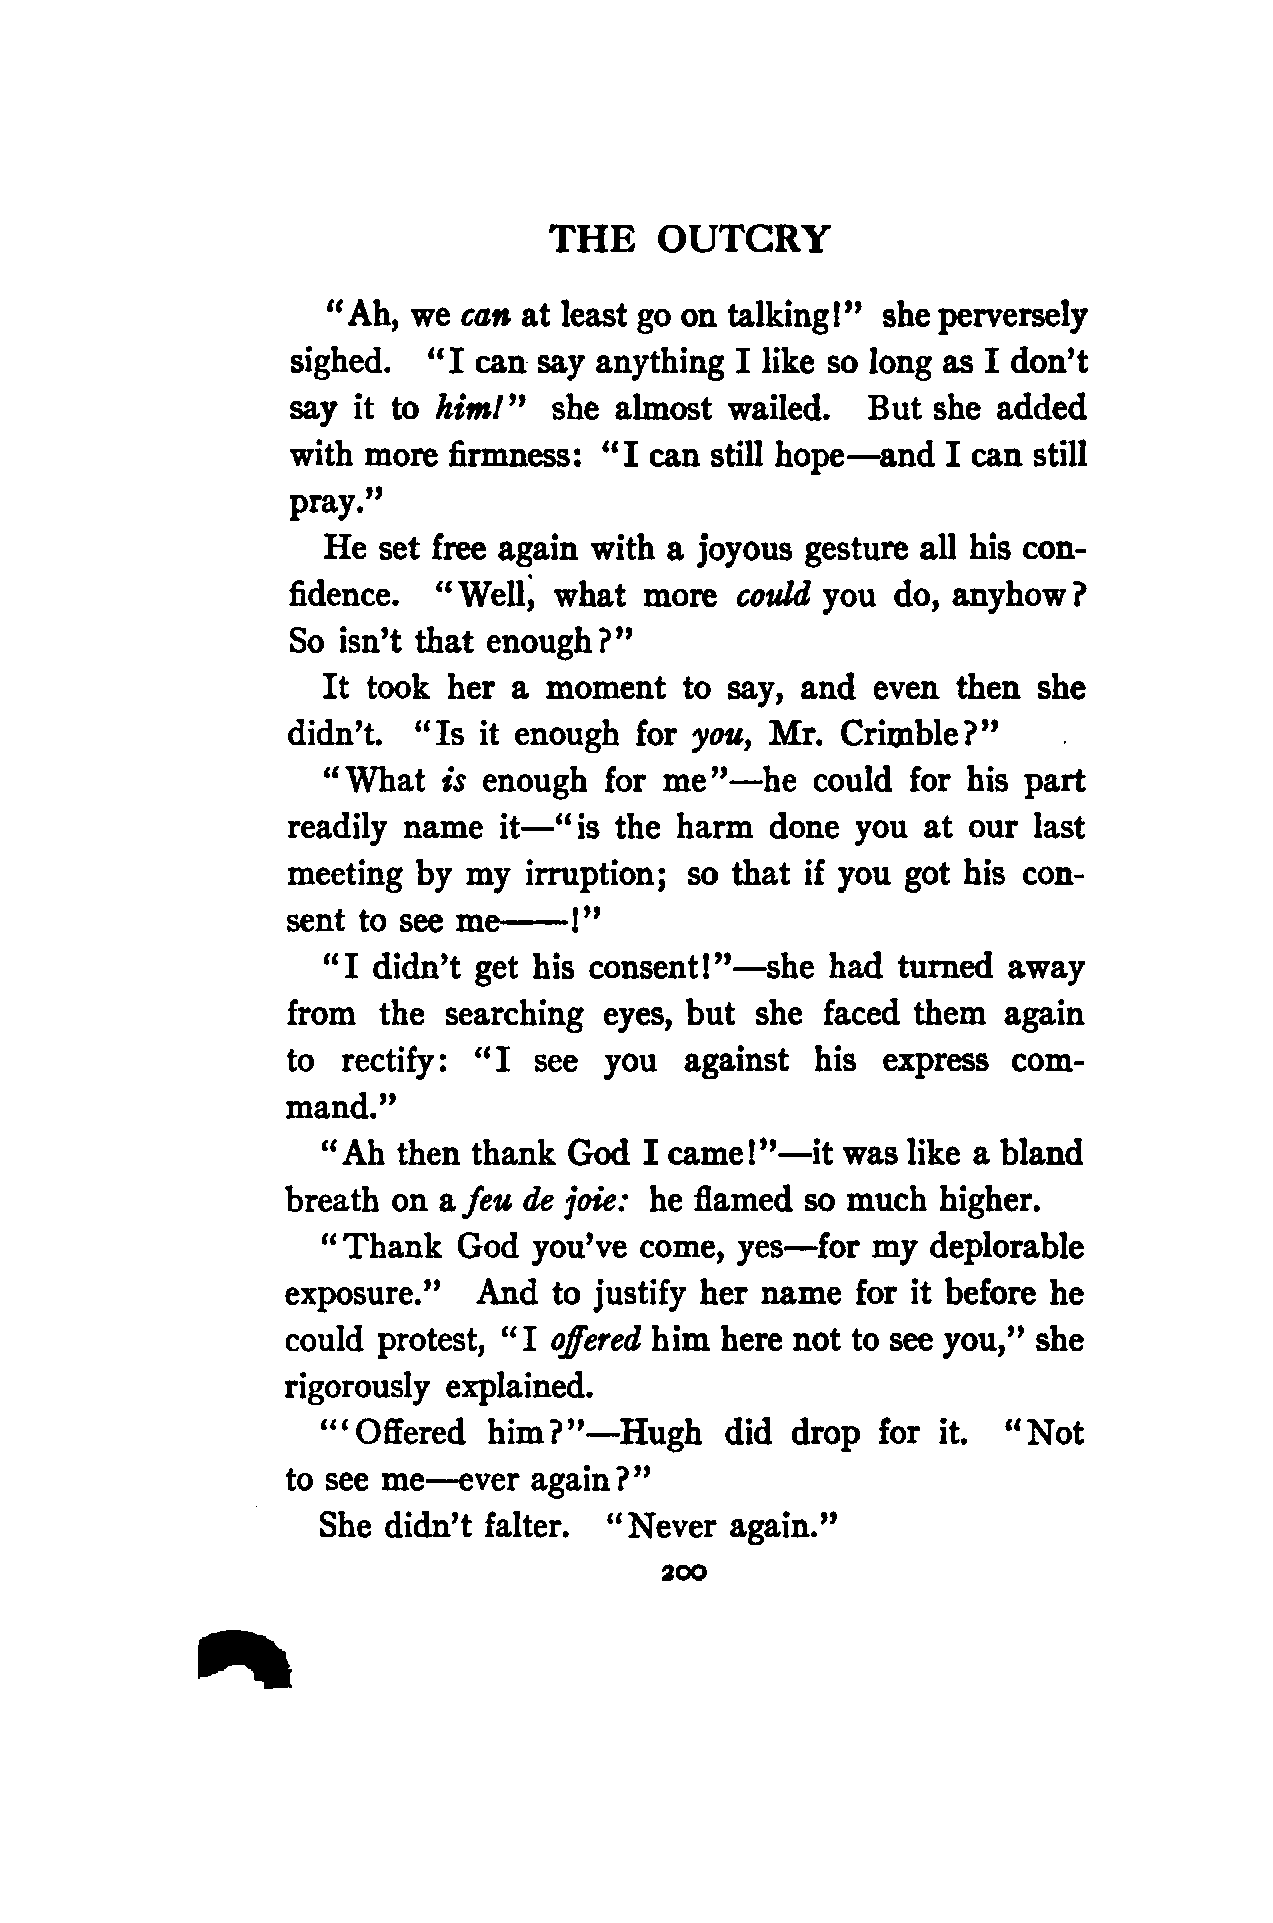 THE OUTCRY
“Ah, we can at least go on talking!” she perversely
sighed. “I can say anything I like so long as I don’t
say it to him!” she almost wailed. But she added
with more firmness: “I can still hope—and I can still
pray.”
He set free again with a joyous gesture all his con-
fidence. “Well, what more could you do, anyhow?
So isn’t that enough?”
It took her a moment to say, and even then she
didn’t. “Is it enough for you, Mr. Crimble?”
“What is enough for me”—he could for his part
readily name it—“is the harm done you at our last
meeting by my irruption; so that if you got his con-
sent to see me——!”
“I didn’t get his consent!”—she had turned away
from the searching eyes, but she faced them again
to rectify: “I see you against his express com-
mand.”
“Ah then thank God I came!”—it was like a bland
breath on a feu de joie: he flamed so much higher.
“Thank God you’ve come, yes—for my deplorable
exposure.” And to justify her name for it before he
could protest, “I offered him here not to see you,” she
rigorously explained.
“‘Offered him?”—Hugh did drop for it. “Not
to see me—ever again?”
She didn’t falter. “Never again.”
200